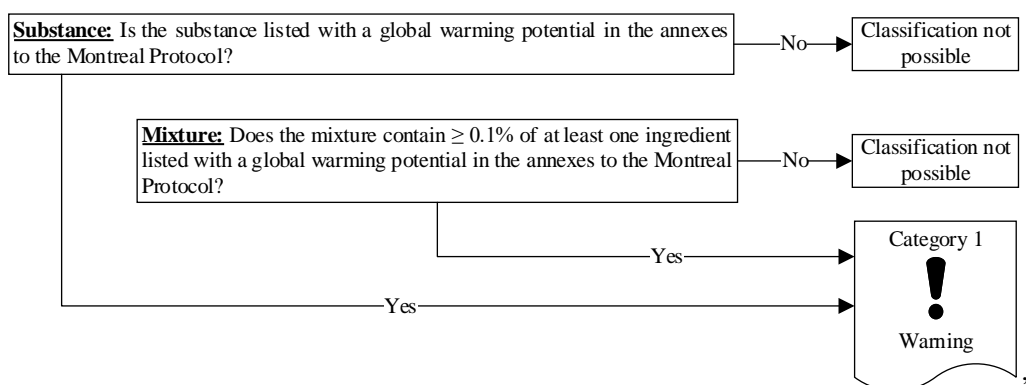 Substance: Is the substance listed with a global warming potential in the annexes
to the Montreal Protocol?
No
Classification not
possible
Mixture: Does the mixture contain ≥ 0.1% of at least one ingredient
listed with a global warming potential in the annexes to the Montreal
Protocol?
No
Classification not
possible
Category 1
Yes
Yes
Warning